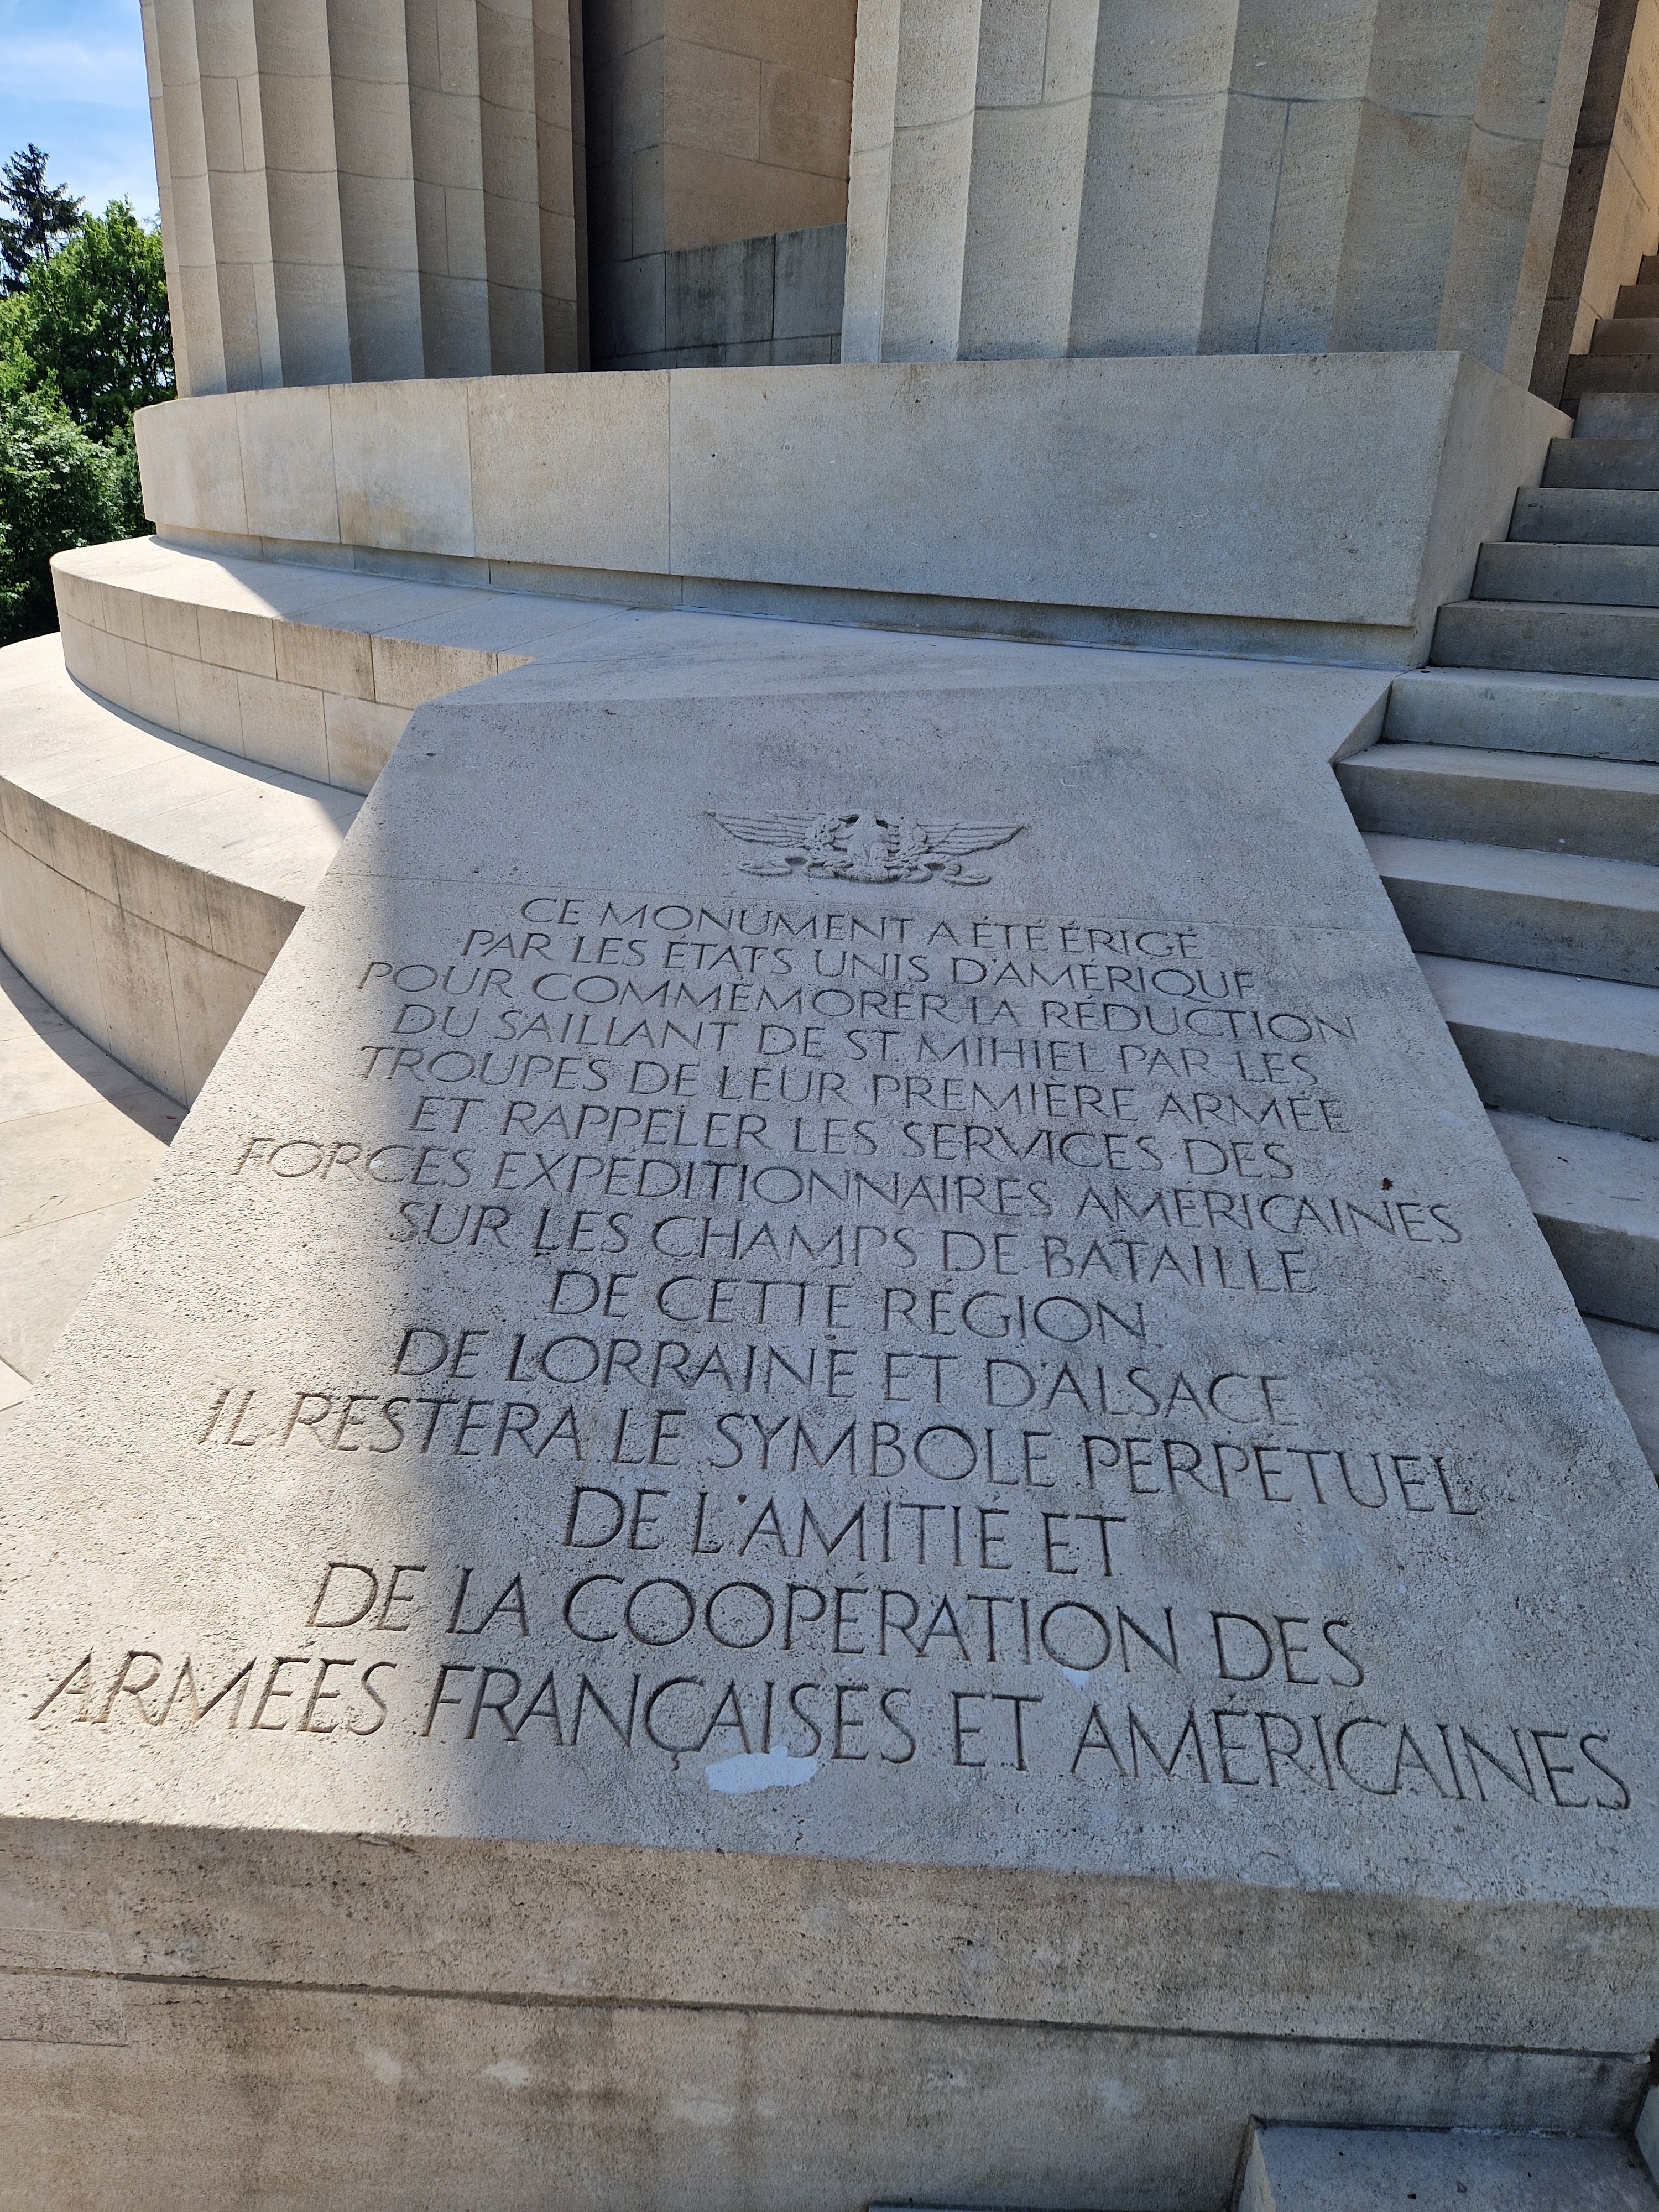 CE MONUMENT A ÉTÉ ÉRIGÉ
PAR LES ÉTATS UNIS D'AMÉRIQUE
POUR COMMÉMORER LA RÉDUCTION
DU SAILLANT DE ST. MIHIEL PAR LES
TROUPES DE LEUR PREMIÈRE ARMÉE
ET RAPPELER LES SERVICES DES
FORCES EXPÉDITIONNAIRES AMÉRICAINES
SUR LES CHAMPS DE BATAILLE
DE CETTE RÉGION
DE LORRAINE ET D'ALSACE
IL RESTERA LE SYMBOLE PERPÉTUEL
DE L'AMITIÉ ET
DE LA COOPÉRATION DES
ARMÉES FRANÇAISES ET AMÉRICAINES